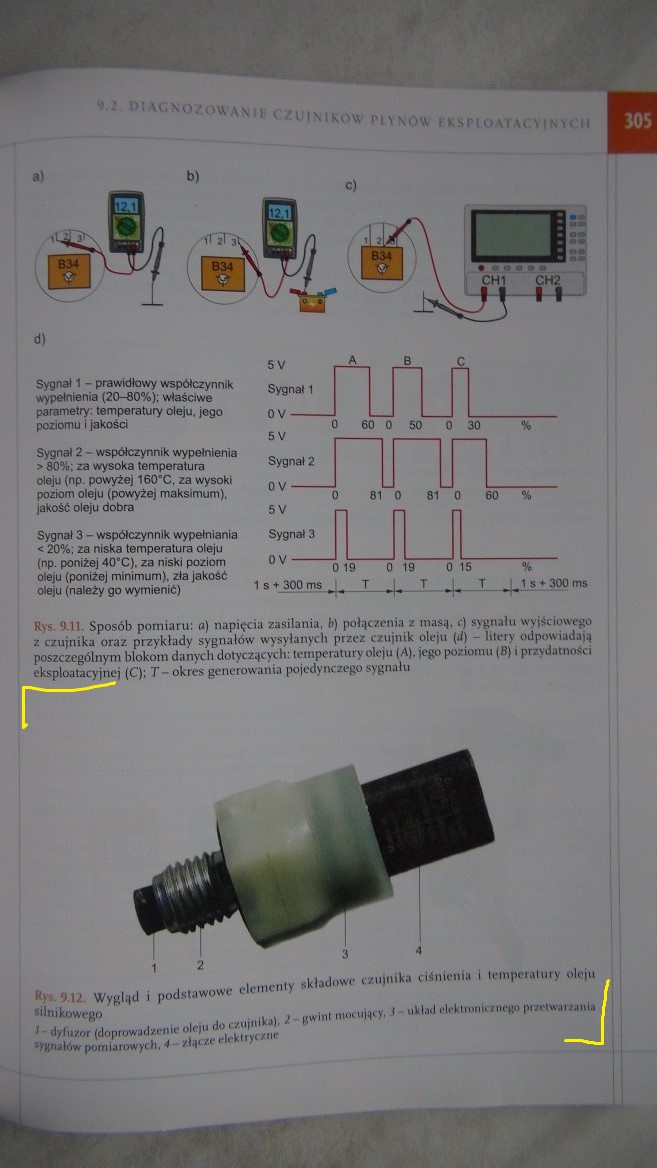 9.2. DIAGNOZOWANIE CZUJNIKÓW PŁYNÓW EKSPLOATACYJNYCH
305
a)
b)
c)
12,1
12,1
1 2 3
1 2 3
1 2 3
B34
B34
B34
CH1 CH2
d)
Sygnał 1 – prawidłowy współczynnik
wypełnienia (20–80%); właściwe
parametry: temperatury oleju, jego
poziomu i jakości
Sygnał 2 – współczynnik wypełnienia
> 80%; za wysoka temperatura
oleju (np. powyżej 160°C, za wysoki
poziom oleju (powyżej maksimum),
jakość oleju dobra
Sygnał 3 – współczynnik wypełniania
< 20%; za niska temperatura oleju
(np. poniżej 40°C), za niski poziom
oleju (poniżej minimum), zła jakość
oleju (należy go wymienić)
5 V A B C
Sygnał 1
0 V
0 60 0 50 0 30 %
5 V
Sygnał 2
0 V
0 81 0 81 0 60 %
5 V
Sygnał 3
0 V
0 19 0 19 0 15 %
1 s + 300 ms T T T 1 s + 300 ms
Rys. 9.11. Sposób pomiaru: a) napięcia zasilania, b) połączenia z masą, c) sygnału wyjściowego
z czujnika oraz przykłady sygnałów wysyłanych przez czujnik oleju (d) – litery odpowiadają
poszczególnym blokom danych dotyczących: temperatury oleju (A), jego poziomu (B) i przydatności
eksploatacyjnej (C); T – okres generowania pojedynczego sygnału
1 2 3 4
Rys. 9.12. Wygląd i podstawowe elementy składowe czujnika ciśnienia i temperatury oleju
silnikowego
1 – dyfuzor (doprowadzenie oleju do czujnika), 2 – gwint mocujący, 3 – układ elektronicznego przetwarzania
sygnałów pomiarowych, 4 – złącze elektryczne